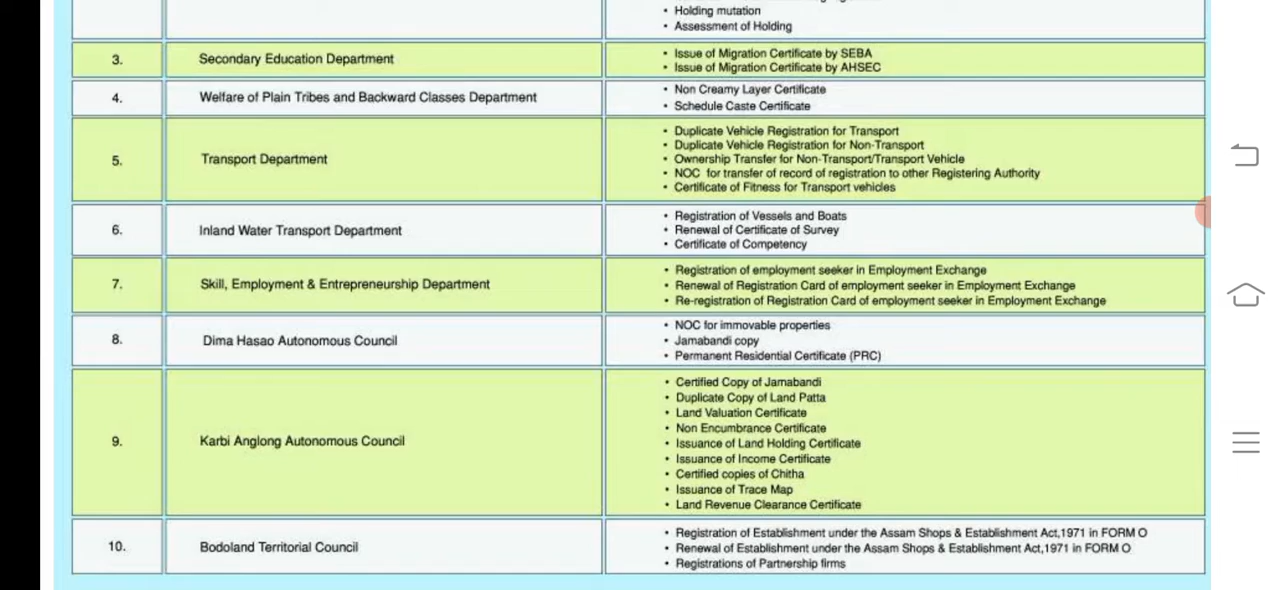 • Holding mutation
• Assessment of Holding
3. Secondary Education Department
• Issue of Migration Certificate by SEBA
• Issue of Migration Certificate by AHSEC
4. Welfare of Plain Tribes and Backward Classes Department
• Non Creamy Layer Certificate
• Schedule Caste Certificate
5. Transport Department
• Duplicate Vehicle Registration for Transport
• Duplicate Vehicle Registration for Non-Transport
• Ownership Transfer for Non-Transport/Transport Vehicle
• NOC for transfer of record of registration to other Registering Authority
• Certificate of Fitness for Transport vehicles
6. Inland Water Transport Department
• Registration of Vessels and Boats
• Renewal of Certificate of Survey
• Certificate of Competency
7. Skill, Employment & Entrepreneurship Department
• Registration of employment seeker in Employment Exchange
• Renewal of Registration Card of employment seeker in Employment Exchange
• Re-registration of Registration Card of employment seeker in Employment Exchange
8. Dima Hasao Autonomous Council
• NOC for immovable properties
• Jamabandi copy
• Permanent Residential Certificate (PRC)
9. Karbi Anglong Autonomous Council
• Certified Copy of Jamabandi
• Duplicate Copy of Land Patta
• Land Valuation Certificate
• Non Encumbrance Certificate
• Issuance of Land Holding Certificate
• Issuance of Income Certificate
• Certified copies of Chitha
• Issuance of Trace Map
• Land Revenue Clearance Certificate
10. Bodoland Territorial Council
• Registration of Establishment under the Assam Shops & Establishment Act,1971 in FORM O
• Renewal of Establishment under the Assam Shops & Establishment Act,1971 in FORM O
• Registrations of Partnership firms